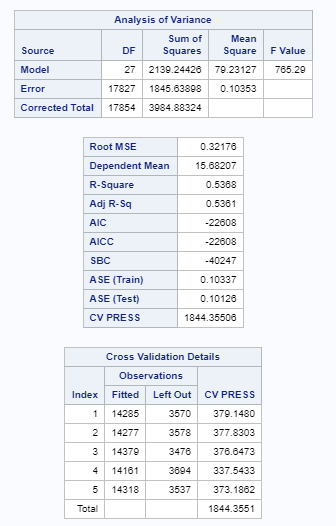 Analysis of Variance
Source DF Sum of Squares Mean Square F Value
Model 27 2139.24426 79.23127 765.29
Error 17827 1845.63898 0.10353
Corrected Total 17854 3984.88324
Root MSE 0.32176
Dependent Mean 15.68207
R-Square 0.5368
Adj R-Sq 0.5361
AIC -22608
AICC -22608
SBC -40247
ASE (Train) 0.10337
ASE (Test) 0.10126
CV PRESS 1844.35506
Cross Validation Details
Observations
Index Fitted Left Out CV PRESS
1 14285 3570 379.1480
2 14277 3578 377.8303
3 14379 3476 376.6473
4 14161 3694 337.5433
5 14318 3537 373.1862
Total 1844.3551